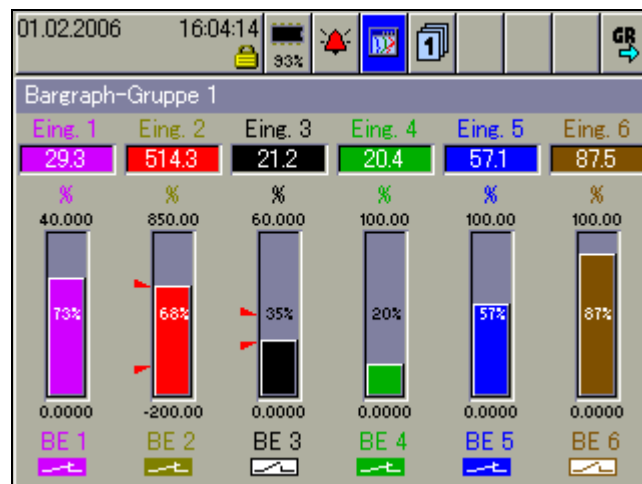 01.02.2006 16:04:14 93% 1 GR
Bargraph-Gruppe 1
Eing. 1 Eing. 2 Eing. 3 Eing. 4 Eing. 5 Eing. 6
29.3 514.3 21.2 20.4 57.1 87.5
% % % % % %
40.000 850.00 60.000 100.00 100.00 100.00
73% 68% 35% 20% 57% 87%
0.0000 -200.00 0.0000 0.0000 0.0000 0.0000
BE 1 BE 2 BE 3 BE 4 BE 5 BE 6